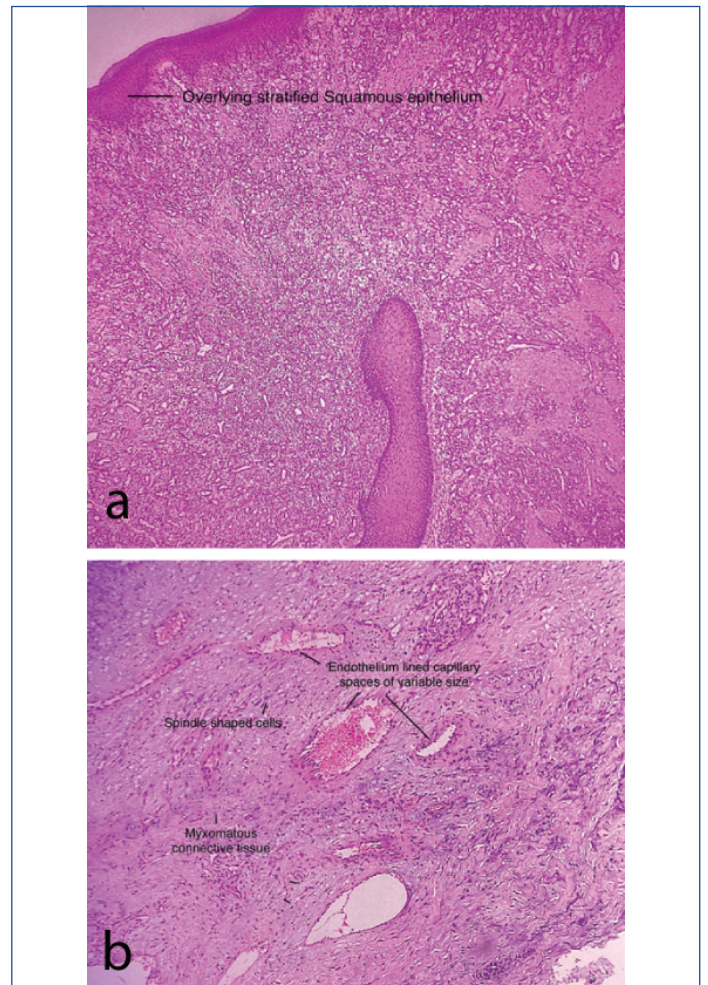 Overlying stratified Squamous epithelium
a
Endothelium lined capillary
spaces of variable size
Spindle shaped cells
Myxomatous
connective tissue
b